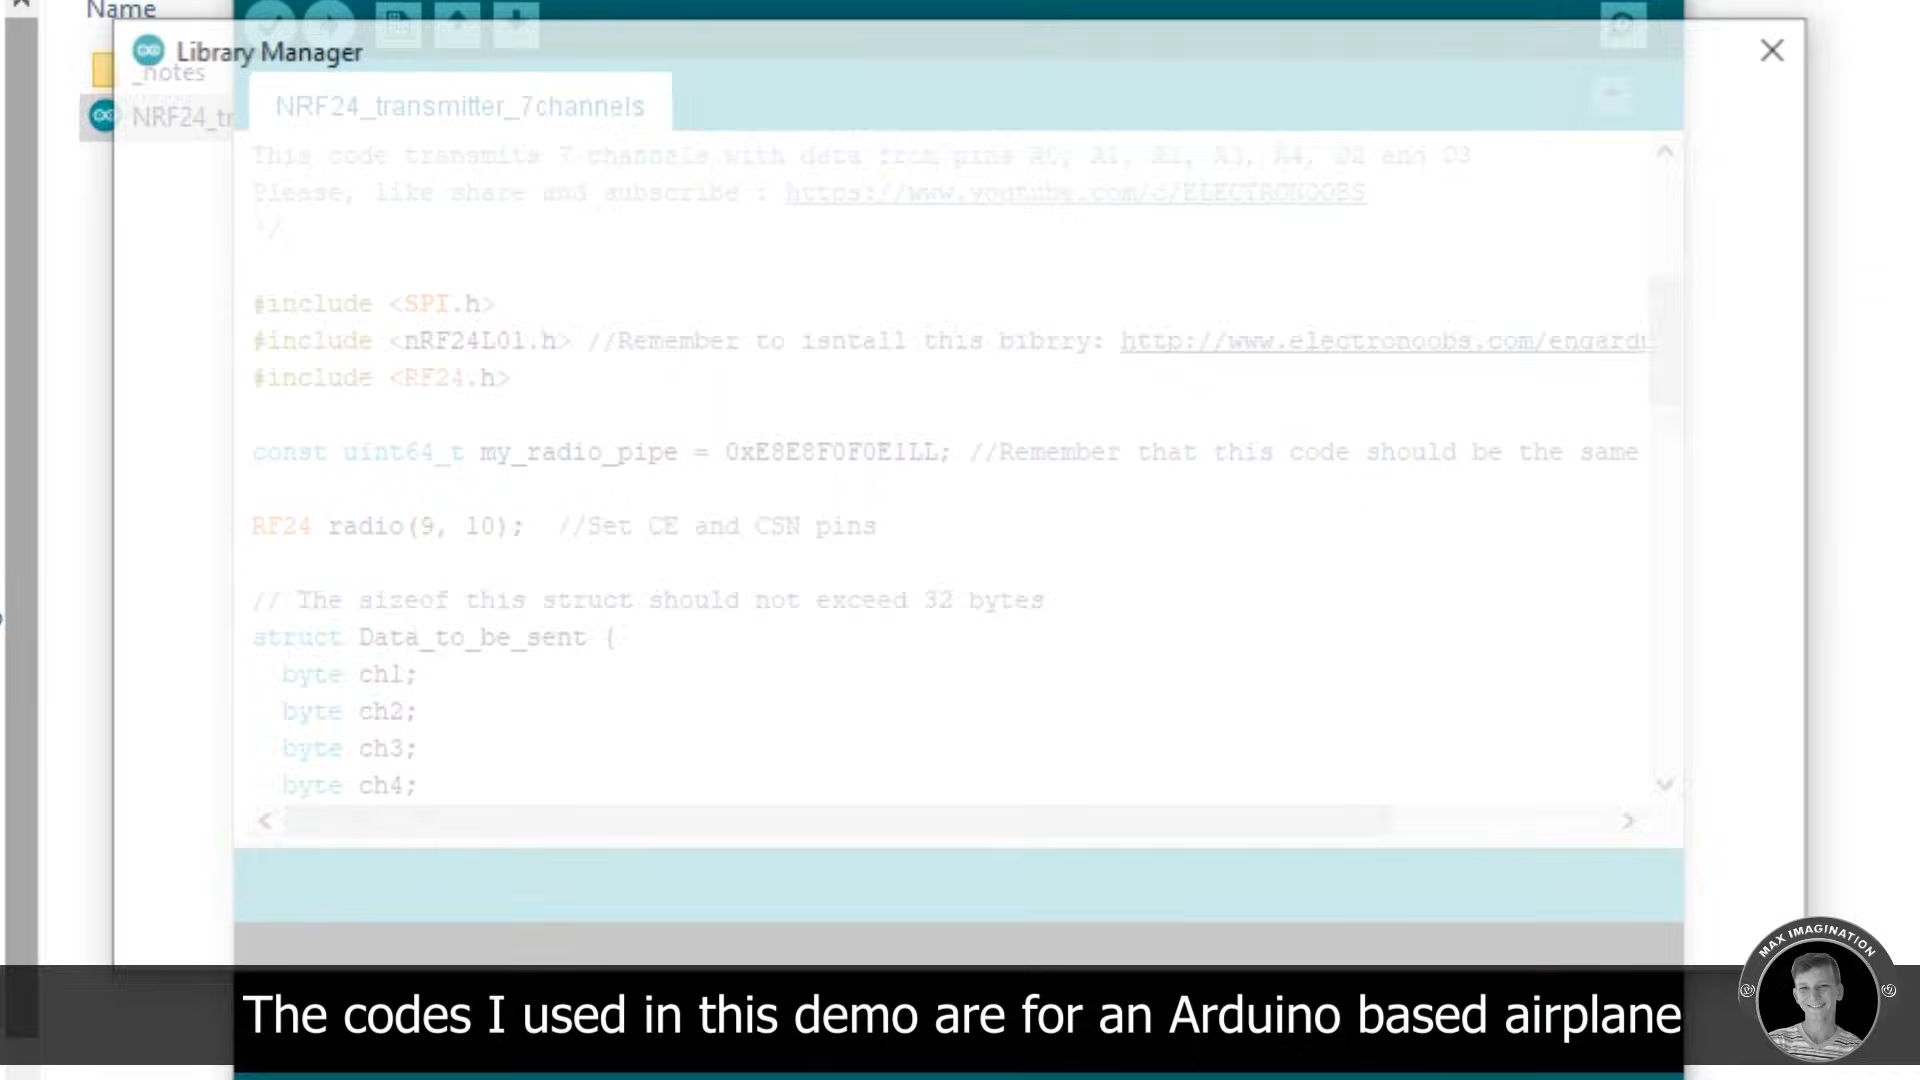 Name
Library Manager
_notes
NRF24_tr
NRF24_transmitter_7channels
This code transmits 7 channels with data from pins A0, A1, A2, A3, A4, D2 and D3
Please, like share and subscribe : https://www.youtube.com/c/ELECTRONOOBS
*/
#include <SPI.h>
#include <nRF24L01.h> //Remember to isntall this bibrry: http://www.electronoobs.com/engardu
#include <RF24.h>
const uint64_t my_radio_pipe = 0xE8E8F0F0E1LL; //Remember that this code should be the same
RF24 radio(9, 10); //Set CE and CSN pins
// The sizeof this struct should not exceed 32 bytes
struct Data_to_be_sent {
byte ch1;
byte ch2;
byte ch3;
byte ch4;
MAX IMAGINATION
The codes I used in this demo are for an Arduino based airplane